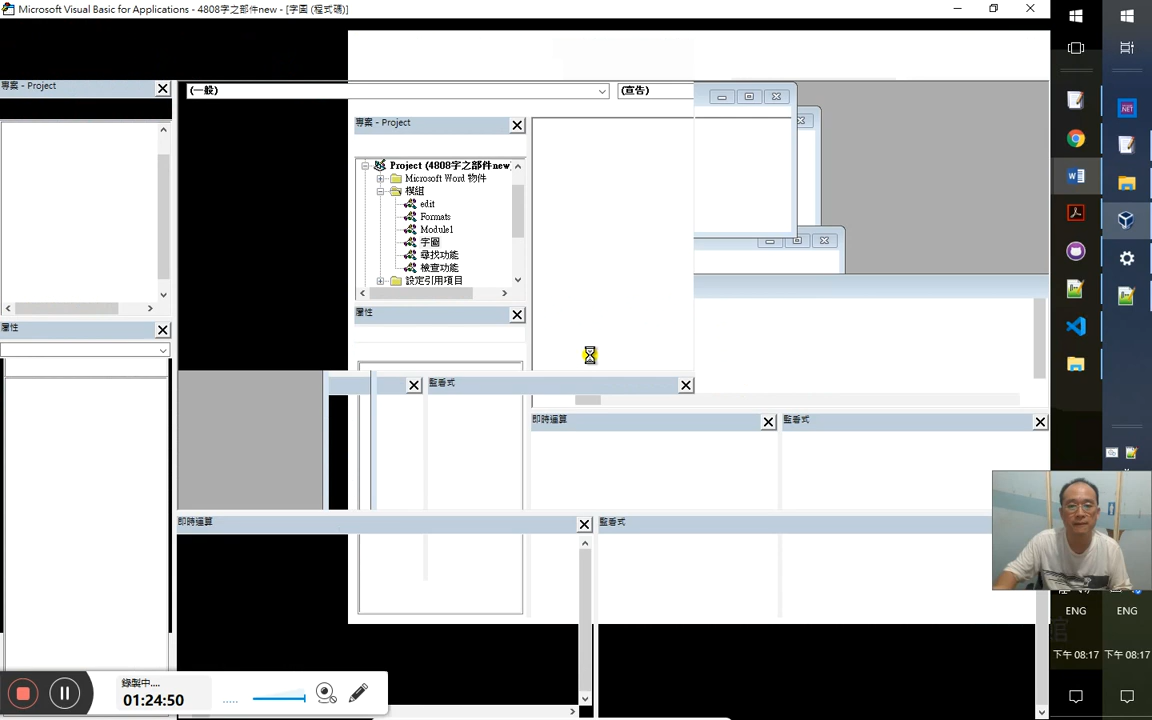 Microsoft Visual Basic for Applications - 4808字之部件new - [字圖 (程式碼)]
專案 - Project
(一般)
(宣告)
專案 - Project
Project (4808字之部件new
Microsoft Word 物件
模組
edit
Formats
Module1
字圖
尋找功能
檢查功能
設定引用項目
屬性
屬性
監看式
即時運算
監看式
即時運算
監看式
錄製中....
01:24:50
ENG
ENG
下午 08:17
下午 08:17